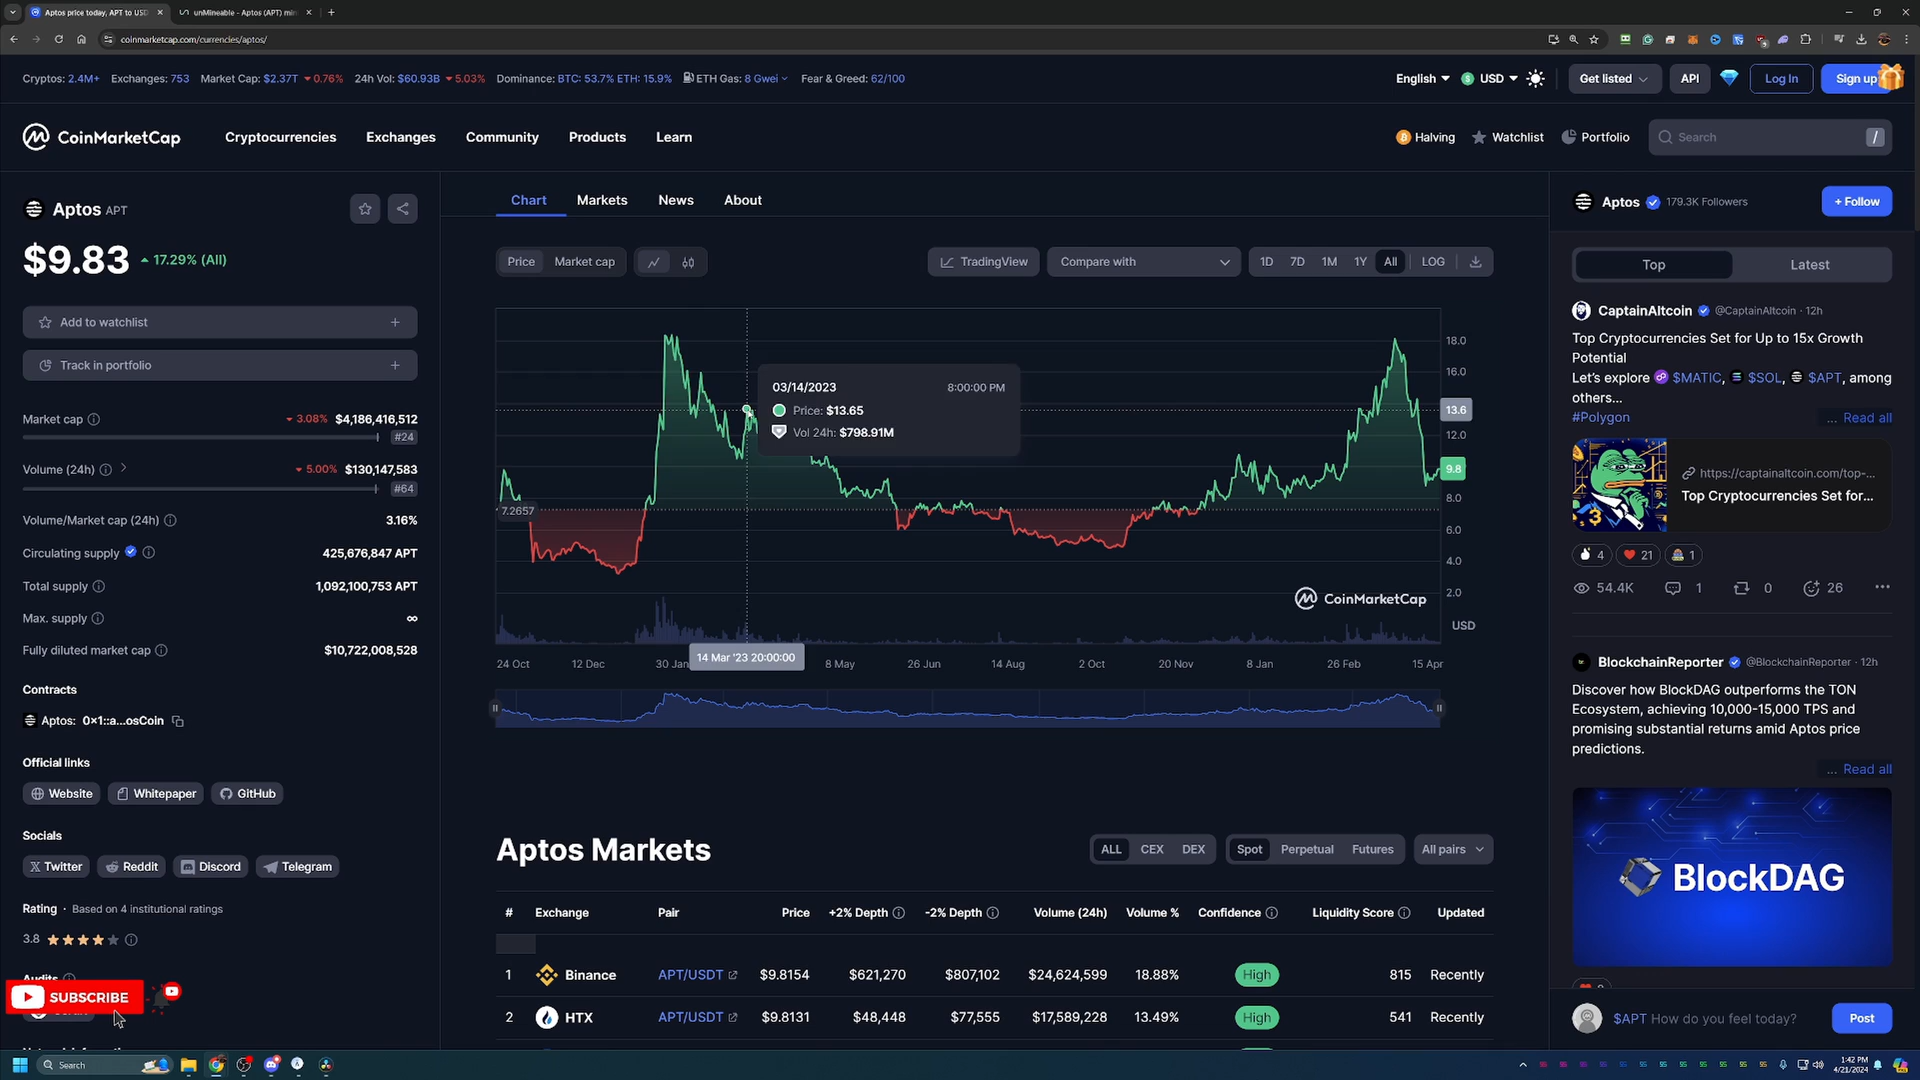 Aptos price today, APT to USD
unMineable - Aptos (APT) min
coinmarketcap.com/currencies/aptos/
Cryptos: 2.4M+ Exchanges: 753 Market Cap: $2.37T 0.76% 24h Vol: $60.93B 5.03% Dominance: BTC: 53.7% ETH: 15.9% ETH Gas: 8 Gwei Fear & Greed: 62/100
English USD Get listed API Log In Sign up
CoinMarketCap Cryptocurrencies Exchanges Community Products Learn
Halving Watchlist Portfolio Search /
Aptos APT
$9.83 17.29% (All)
Add to watchlist +
Track in portfolio +
Market cap 3.08% $4,186,416,512
#24
Volume (24h) 5.00% $130,147,583
#64
Volume/Market cap (24h) 3.16%
Circulating supply 425,676,847 APT
Total supply 1,092,100,753 APT
Max. supply ∞
Fully diluted market cap $10,722,008,528
Contracts
Aptos: 0x1::a...osCoin
Official links
Website Whitepaper GitHub
Socials
Twitter Reddit Discord Telegram
Rating · Based on 4 institutional ratings
3.8
Audits
SUBSCRIBE
Chart Markets News About
Price Market cap
TradingView Compare with 1D 7D 1M 1Y All LOG
18.0
16.0
13.6
12.0
9.8
8.0
6.0
4.0
2.0
USD
7.2657
03/14/2023 8:00:00 PM
Price: $13.65
Vol 24h: $798.91M
CoinMarketCap
24 Oct 12 Dec 30 Jan 14 Mar '23 20:00:00 8 May 26 Jun 14 Aug 2 Oct 20 Nov 8 Jan 26 Feb 15 Apr
Aptos Markets
ALL CEX DEX Spot Perpetual Futures All pairs
# Exchange Pair Price +2% Depth -2% Depth Volume (24h) Volume % Confidence Liquidity Score Updated
1 Binance APT/USDT $9.8154 $621,270 $807,102 $24,624,599 18.88% High 815 Recently
2 HTX APT/USDT $9.8131 $48,448 $77,555 $17,589,228 13.49% High 541 Recently
Aptos 179.3K Followers + Follow
Top Latest
CaptainAltcoin @CaptainAltcoin · 12h
Top Cryptocurrencies Set for Up to 15x Growth
Potential
Let's explore $MATIC, $SOL, $APT, among
others...
#Polygon ... Read all
https://captainaltcoin.com/top-...
Top Cryptocurrencies Set for...
4 21 1
54.4K 1 0 26
BlockchainReporter @BlockchainReporter · 12h
Discover how BlockDAG outperforms the TON
Ecosystem, achieving 10,000-15,000 TPS and
promising substantial returns amid Aptos price
predictions.
... Read all
BlockDAG
$APT How do you feel today? Post
Search
1:42 PM
4/21/2024